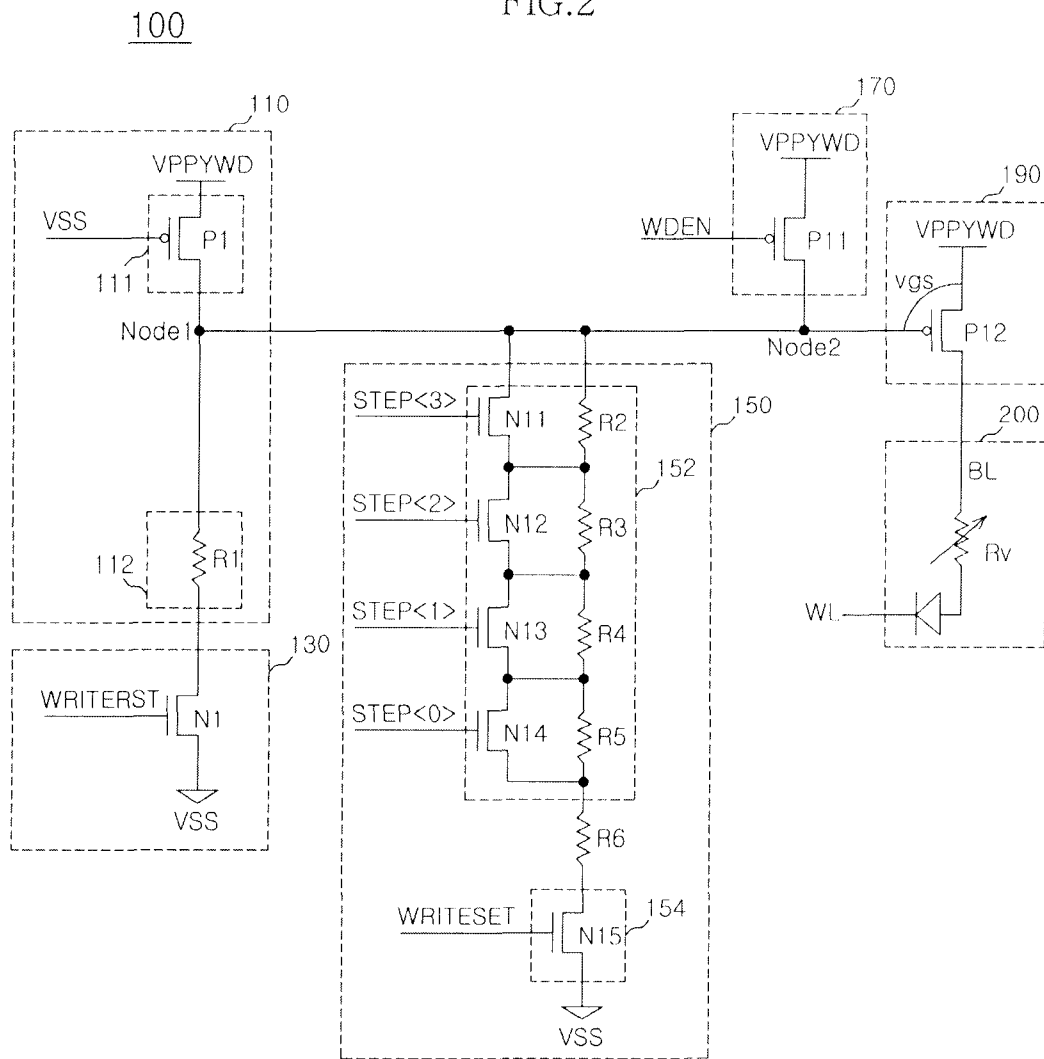 FIG.2
100
110
170
VPPYWD
VPPYWD
190
VSS
P1
WDEN
P11
VPPYWD
111
vgs
Node1
Node2
P12
STEP<3>
N11
R2
150
200
152
BL
STEP<2>
N12
R3
R1
Rv
112
STEP<1>
N13
R4
WL
130
WRITERST
N1
STEP<0>
N14
R5
VSS
R6
WRITESET
154
N15
VSS